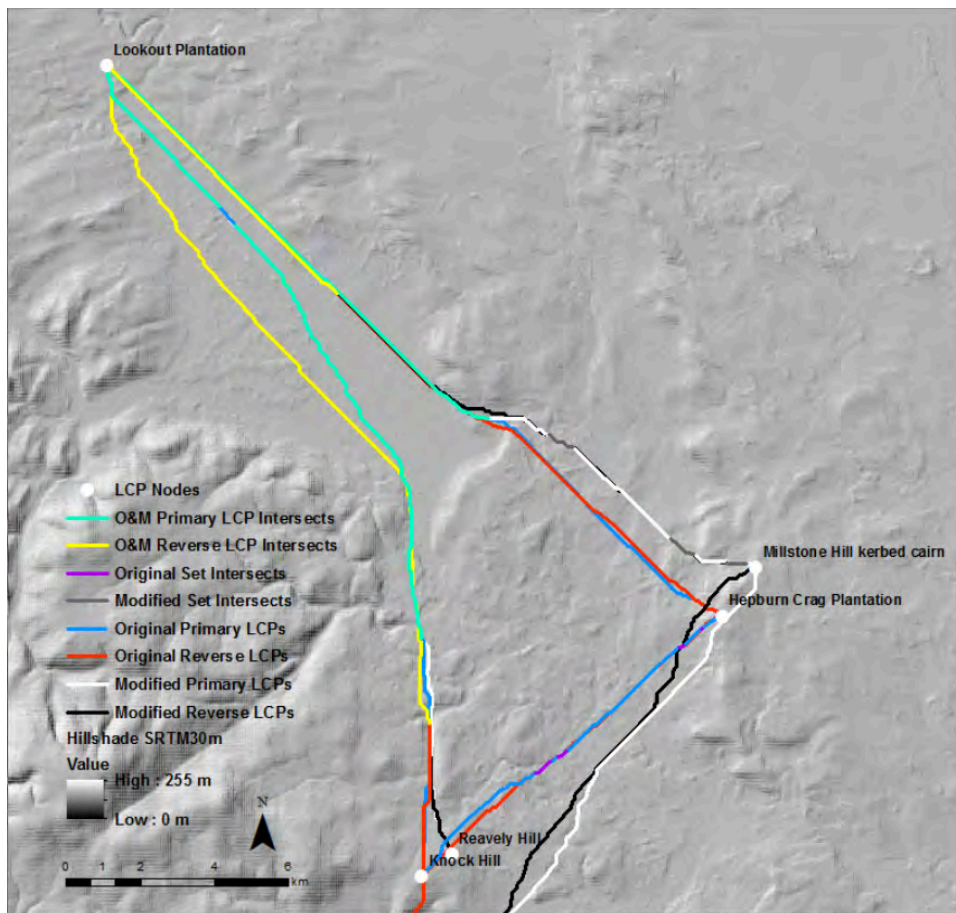 Lookout Plantation
LCP Nodes
O&M Primary LCP Intersects
O&M Reverse LCP Intersects
Original Set Intersects
Modified Set Intersects
Original Primary LCPs
Original Reverse LCPs
Modified Primary LCPs
Modified Reverse LCPs
Hillshade SRTM30m
Value
High : 255 m
Low : 0 m
Millstone Hill kerbed cairn
Hepburn Crag Plantation
Reavely Hill
Knock Hill
N
0 2 4 6
km